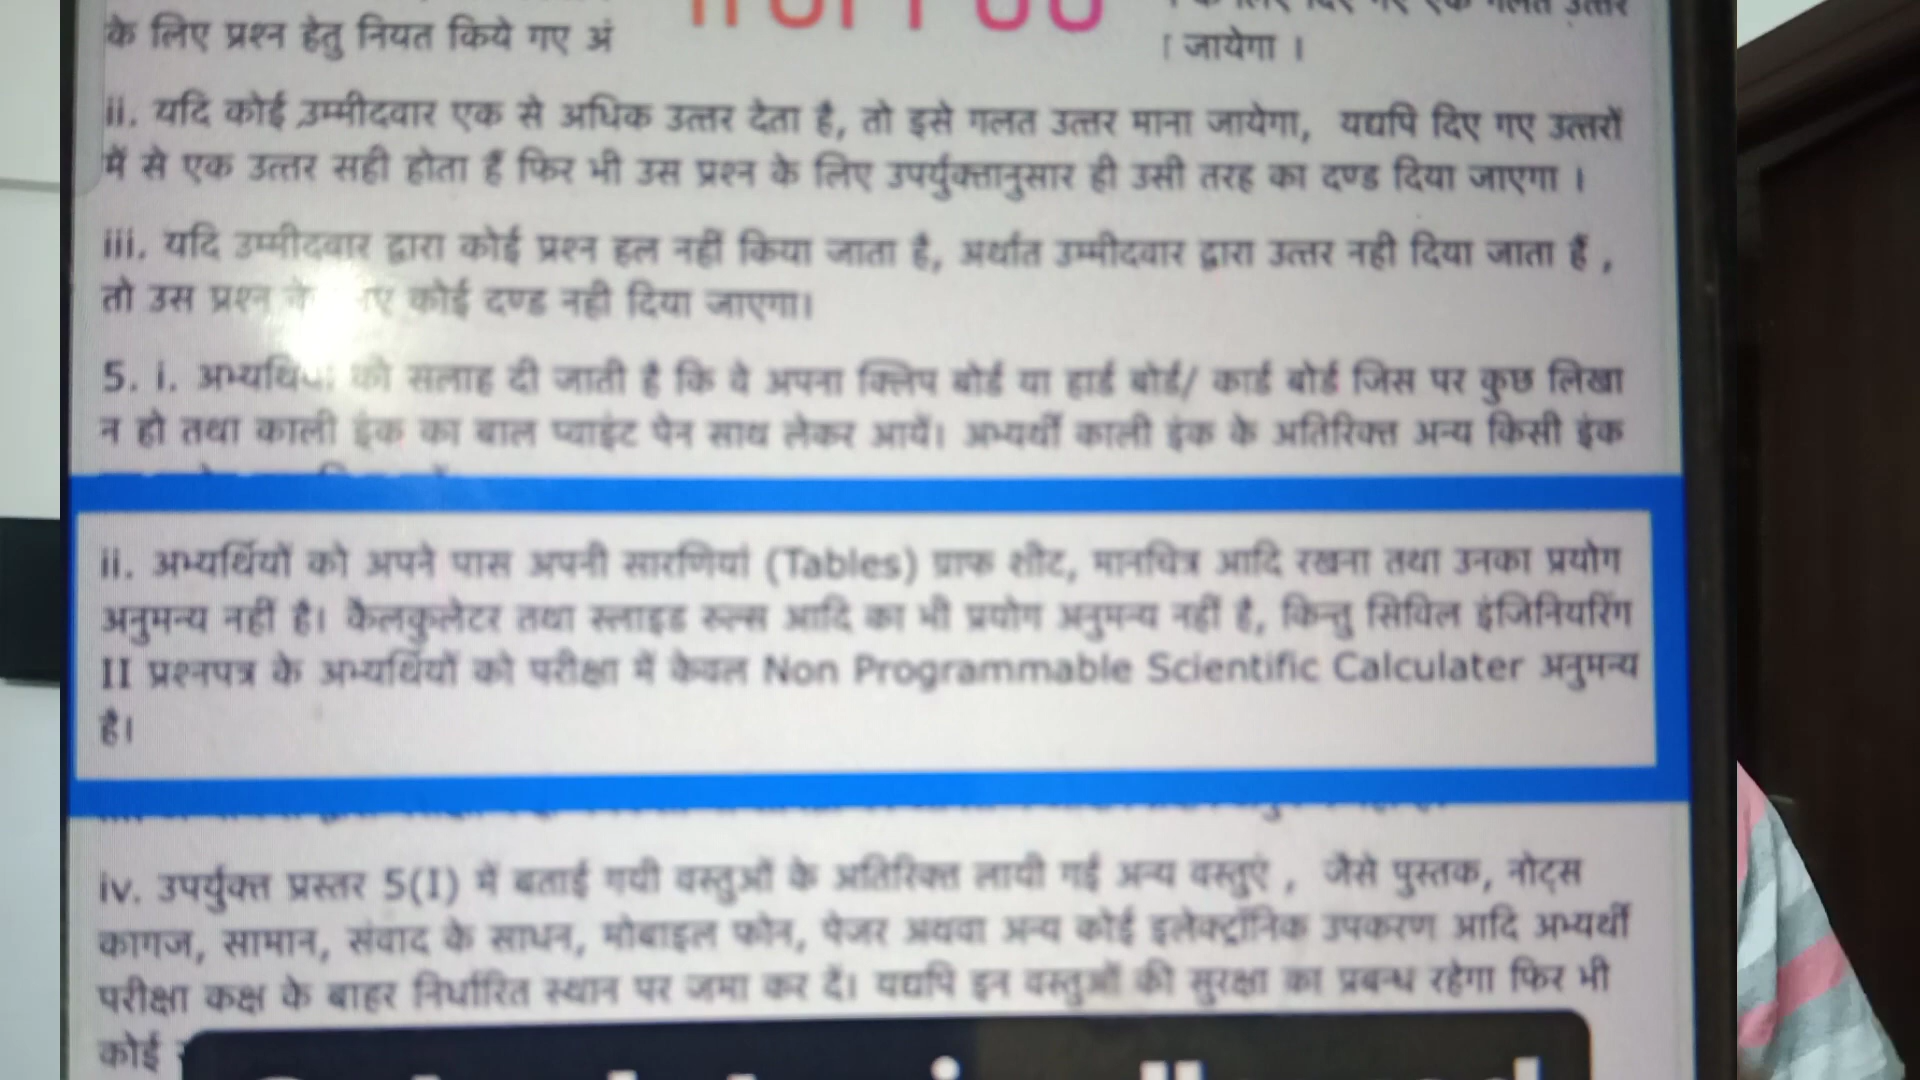 के लिए प्रश्न हेतु नियत किये गए अं
जायेगा ।
ii. यदि कोई उम्मीदवार एक से अधिक उत्तर देता है, तो इसे गलत उत्तर माना जायेगा, यद्यपि दिए गए उत्तरों
में से एक उत्तर सही होता हैं फिर भी उस प्रश्न के लिए उपर्युक्तानुसार ही उसी तरह का दण्ड दिया जाएगा ।
iii. यदि उम्मीदवार द्वारा कोई प्रश्न हल नहीं किया जाता है, अर्थात उम्मीदवार द्वारा उत्तर नही दिया जाता हैं ,
तो उस प्रश्न कोई दण्ड नही दिया जाएगा।
5. i. को सलाह दी जाती है कि वे अपना क्लिप बोर्ड या हार्ड बोर्ड/ कार्ड बोर्ड जिस पर कुछ लिखा
न हो तथा काली इंक का बाल प्वाइंट पेन साथ लेकर आयें। अभ्यर्थी काली इंक के अतिरिक्त अन्य किसी इंक
ii. अभ्यर्थियों को अपने पास अपनी सारणियां (Tables) ग्राफ शीट, मानचित्र आदि रखना तथा उनका प्रयोग
अनुमन्य नहीं है। कैलकुलेटर तथा स्लाइड रूल्स आदि का भी प्रयोग अनुमन्य नहीं है, किन्तु सिविल इंजिनियरिंग
II प्रश्नपत्र के अभ्यर्थियों को परीक्षा में केवल Non Programmable Scientific Calculater अनुमन्य
है।
iv. उपर्युक्त प्रस्तर 5(I) में बताई गयी वस्तुओं के अतिरिक्त लायी गई अन्य वस्तुएं , जैसे पुस्तक, नोट्स
कागज, सामान, संवाद के साधन, मोबाइल फोन, पेजर अथवा अन्य कोई इलेक्ट्रॉनिक उपकरण आदि अभ्यर्थी
परीक्षा कक्ष के बाहर निर्धारित स्थान पर जमा कर दें। यद्यपि इन वस्तुओं की सुरक्षा का प्रबन्ध रहेगा फिर भी
कोई